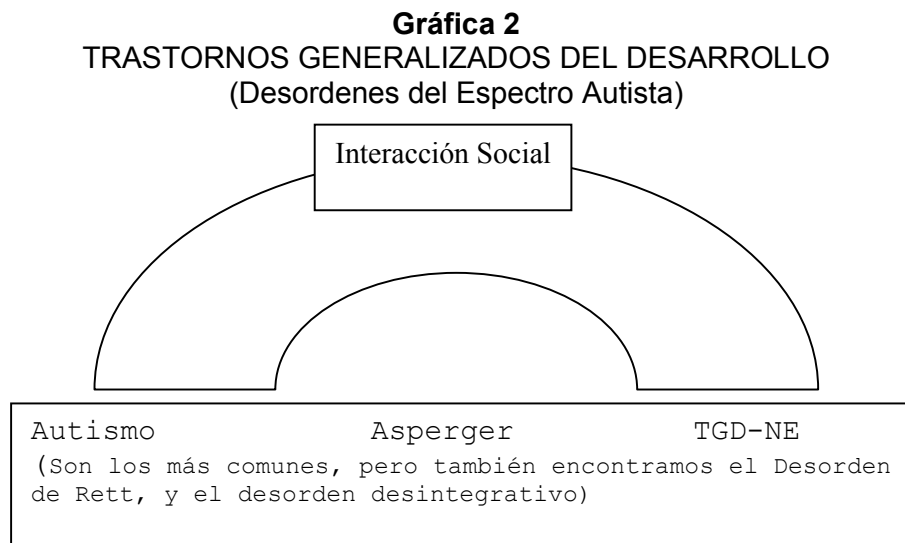 Gráfica 2
TRASTORNOS GENERALIZADOS DEL DESARROLLO
(Desordenes del Espectro Autista)
Interacción Social
Autismo Asperger TGD-NE
(Son los más comunes, pero también encontramos el Desorden
de Rett, y el desorden desintegrativo)